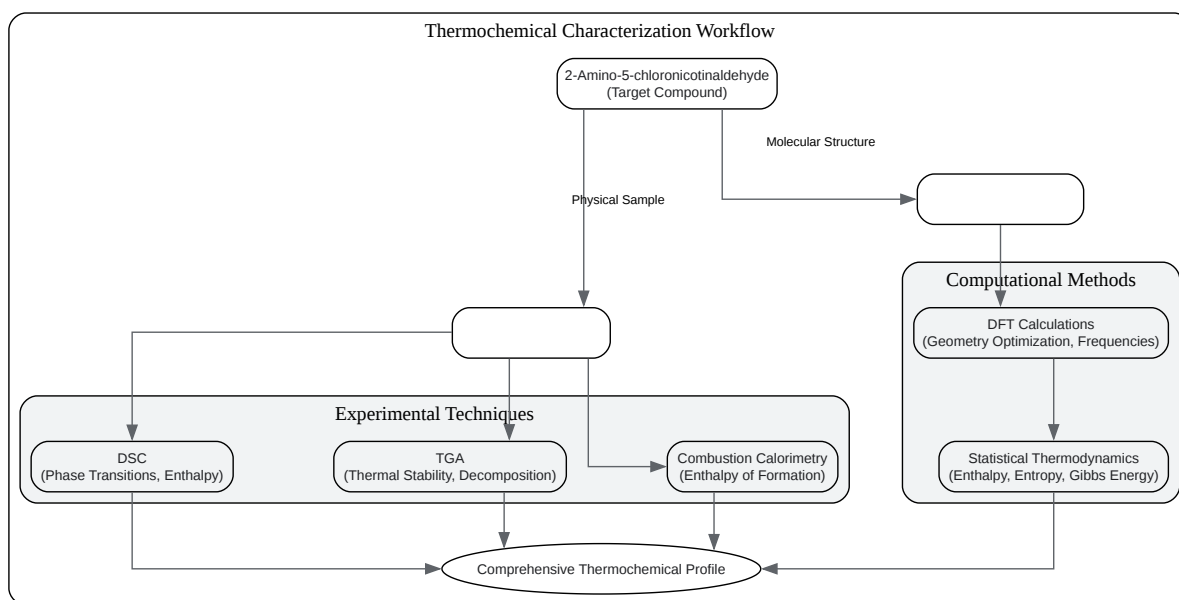 Thermochemical Characterization Workflow
2-Amino-5-chloronicotinaldehyde
(Target Compound)
Molecular Structure
Physical Sample
Computational Methods
DFT Calculations
(Geometry Optimization, Frequencies)
Experimental Techniques
DSC
(Phase Transitions, Enthalpy)
TGA
(Thermal Stability, Decomposition)
Combustion Calorimetry
(Enthalpy of Formation)
Statistical Thermodynamics
(Enthalpy, Entropy, Gibbs Energy)
Comprehensive Thermochemical Profile